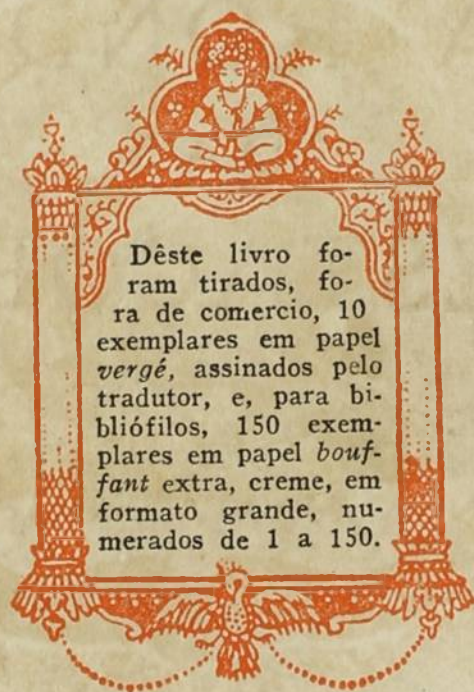 Dêste livro fo-
ram tirados, fo-
ra de comercio, 10
exemplares em papel
vergé, assinados pelo
tradutor, e, para bi-
bliófilos, 150 exem-
plares em papel bouf-
fant extra, creme, em
formato grande, nu-
merados de 1 a 150.